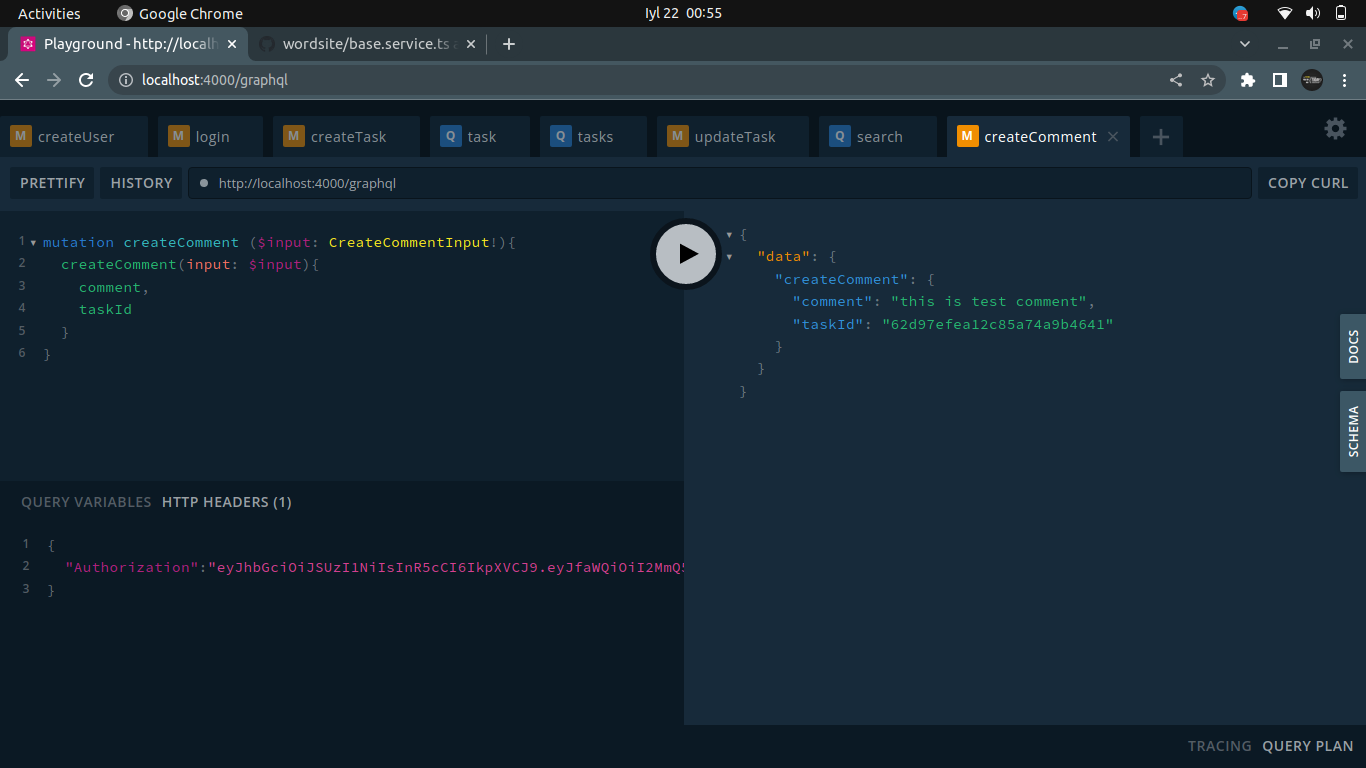 Activities Google Chrome Iyl 22 00:55 7
Playground - http://localh wordsite/base.service.ts a
localhost:4000/graphql
M createUser M login M createTask Q task Q tasks M updateTask Q search M createComment
PRETTIFY HISTORY http://localhost:4000/graphql COPY CURL
1 mutation createComment ($input: CreateCommentInput!){
2 createComment(input: $input){
3 comment,
4 taskId
5 }
6 }
{
"data": {
"createComment": {
"comment": "this is test comment",
"taskId": "62d97efea12c85a74a9b4641"
}
}
}
DOCS
SCHEMA
QUERY VARIABLES HTTP HEADERS (1)
1 {
2 "Authorization":"eyJhbGciOiJSUzI1NiIsInR5cCI6IkpXVCJ9.eyJfaWQiOiI2MmQ5
3 }
TRACING QUERY PLAN